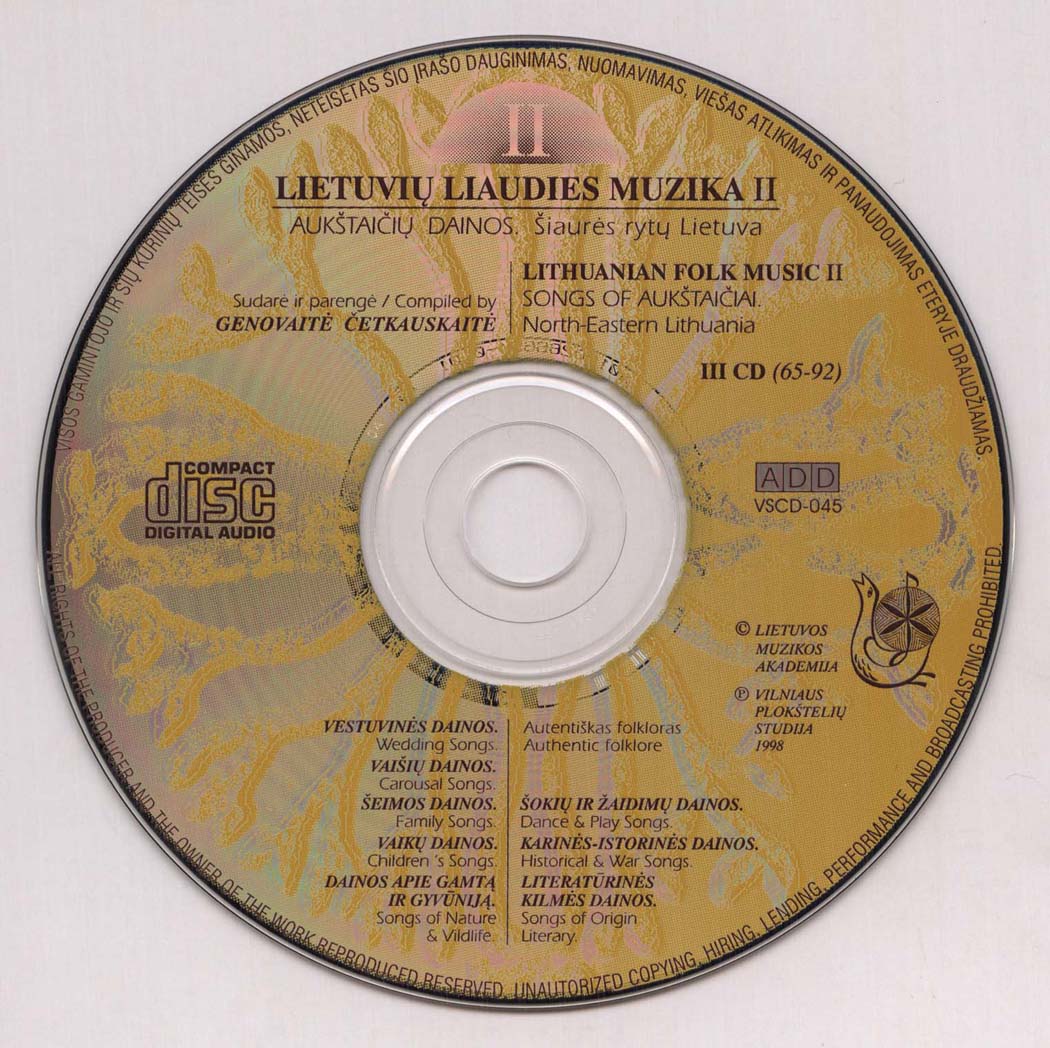 VISOS GAMINTOJO IR ŠIŲ KŪRINIŲ TEISĖS GINAMOS, NETEISĖTAS ŠIO ĮRAŠO DAUGINIMAS, NUOMAVIMAS, VIEŠAS ATLIKIMAS IR PANAUDOJIMAS ETERYJE DRAUDŽIAMAS.
II
LIETUVIŲ LIAUDIES MUZIKA II
AUKŠTAIČIŲ DAINOS. Šiaurės rytų Lietuva
Sudarė ir parengė / Compiled by
GENOVAITĖ ČETKAUSKAITĖ
LITHUANIAN FOLK MUSIC II
SONGS OF AUKŠTAIČIAI.
North-Eastern Lithuania
III CD (65-92)
COMPACT
disc
DIGITAL AUDIO
ADD
VSCD-045
© LIETUVOS
MUZIKOS
AKADEMIJA
℗ VILNIAUS
PLOKŠTELIŲ
STUDIJA
1998
VESTUVINĖS DAINOS.
Wedding Songs.
VAIŠIŲ DAINOS.
Carousal Songs.
ŠEIMOS DAINOS.
Family Songs.
VAIKŲ DAINOS.
Children 's Songs.
DAINOS APIE GAMTĄ
IR GYVŪNIJĄ.
Songs of Nature
& Vildlife.
Autentiškas folkloras
Authentic folklore
ŠOKIŲ IR ŽAIDIMŲ DAINOS.
Dance & Play Songs.
KARINĖS-ISTORINĖS DAINOS.
Historical & War Songs.
LITERATŪRINĖS
KILMĖS DAINOS.
Songs of Origin
Literary.
ALL RIGHTS OF THE PRODUCER AND THE OWNER OF THE WORK REPRODUCED RESERVED. UNAUTORIZED COPYING, HIRING, LENDING, PERFORMANCE AND BROADCASTING PROHIBITED.